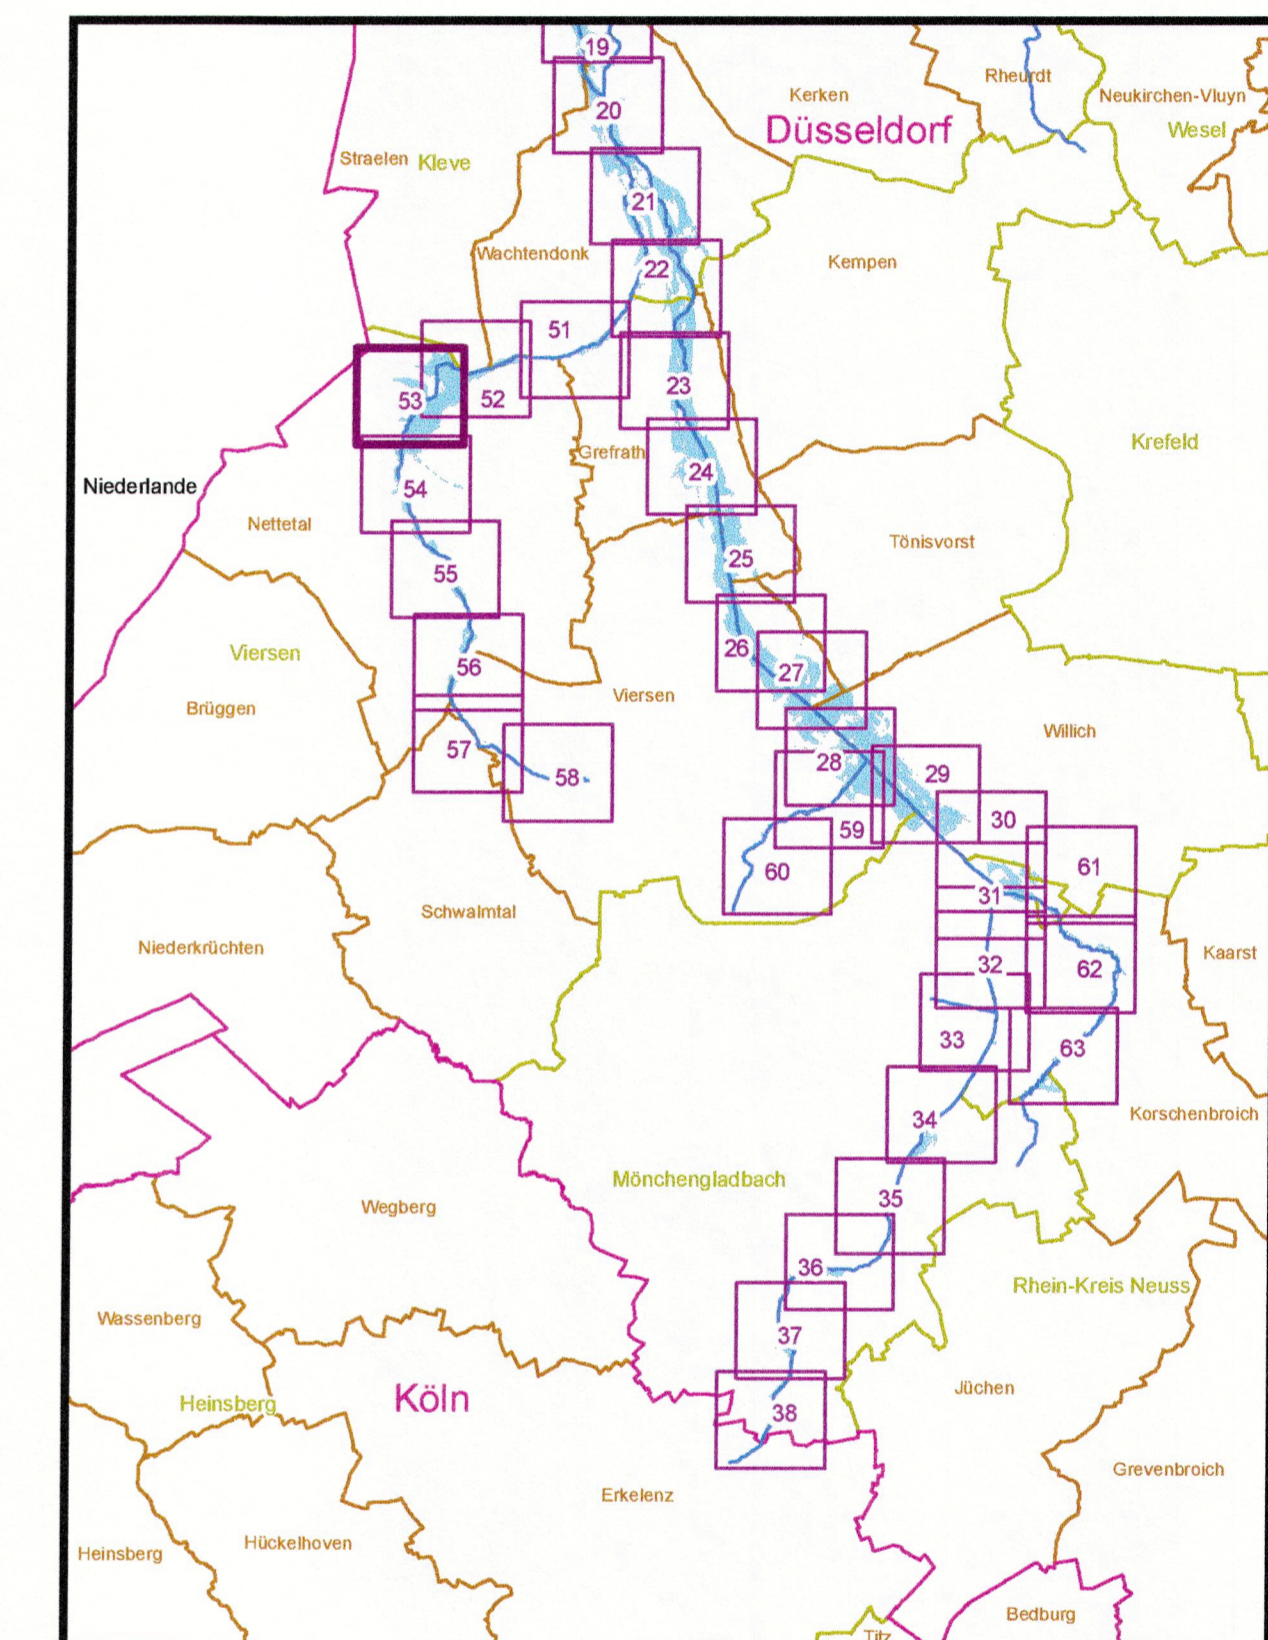 19
Rheurdt
Kerken
Neukirchen-Vluyn
20
Düsseldorf
Wesel
Straelen
Kleve
21
Wachtendonk
Kempen
22
51
23
53
52
Krefeld
Grefrath
24
Niederlande
54
Nettetal
Tönisvorst
25
55
26
Viersen
56
27
Viersen
Brüggen
Willich
57
28
58
29
30
59
61
60
31
Schwalmtal
Niederkrüchten
Kaarst
32
62
33
63
Korschenbroich
34
Mönchengladbach
35
Wegberg
36
Rhein-Kreis Neuss
Wassenberg
37
Jüchen
Köln
Heinsberg
38
Grevenbroich
Erkelenz
Hückelhoven
Heinsberg
Bedburg
Titz